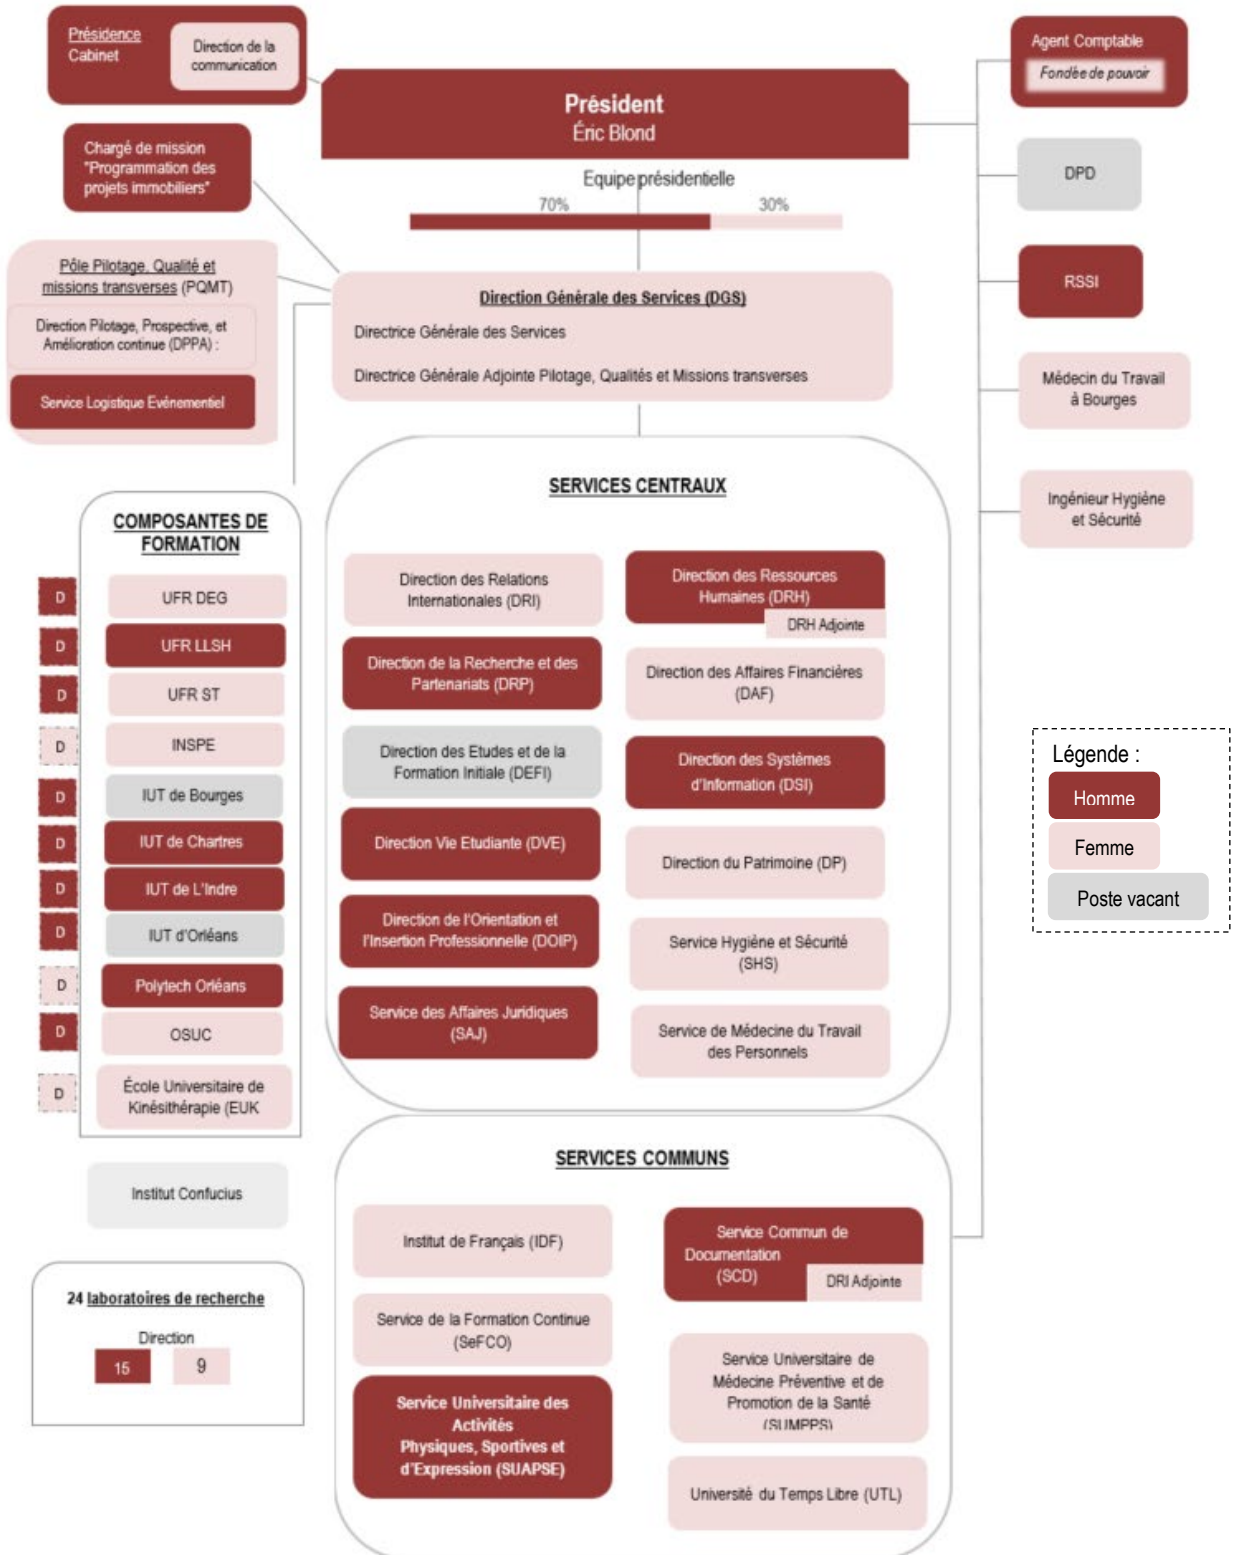 Présidence
Cabinet
Direction de la
communication
Président
Éric Blond
Agent Comptable
Fondée de pouvoir
Chargé de mission
"Programmation des
projets immobiliers"
DPD
Equipe présidentielle
70%
30%
Pôle Pilotage, Qualité et
missions transverses (PQMT)
Direction Pilotage, Prospective, et
Amélioration continue (DPPA) :
Service Logistique Evénementiel
Direction Générale des Services (DGS)
Directrice Générale des Services
Directrice Générale Adjointe Pilotage, Qualités et Missions transverses
RSSI
Médecin du Travail
à Bourges
Ingénieur Hygiène
et Sécurité
COMPOSANTES DE
FORMATION
D
UFR DEG
D
UFR LLSH
D
UFR ST
D
INSPE
D
IUT de Bourges
D
IUT de Chartres
D
IUT de L'Indre
D
IUT d'Orléans
D
Polytech Orléans
D
OSUC
D
École Universitaire de
Kinésithérapie (EUK
Institut Confucius
24 laboratoires de recherche
Direction
15
9
SERVICES CENTRAUX
Direction des Relations
Internationales (DRI)
Direction des Ressources
Humaines (DRH)
DRH Adjointe
Direction de la Recherche et des
Partenariats (DRP)
Direction des Affaires Financières
(DAF)
Direction des Etudes et de la
Formation Initiale (DEFI)
Direction des Systèmes
d'Information (DSI)
Direction Vie Etudiante (DVE)
Direction du Patrimoine (DP)
Direction de l'Orientation et
l'Insertion Professionnelle (DOIP)
Service Hygiène et Sécurité
(SHS)
Service des Affaires Juridiques
(SAJ)
Service de Médecine du Travail
des Personnels
SERVICES COMMUNS
Institut de Français (IDF)
Service Commun de
Documentation
(SCD)
DRI Adjointe
Service de la Formation Continue
(SeFCO)
Service Universitaire de
Médecine Préventive et de
Promotion de la Santé
(SUMPPS)
Service Universitaire des
Activités
Physiques, Sportives et
d'Expression (SUAPSE)
Université du Temps Libre (UTL)
Légende :
Homme
Femme
Poste vacant